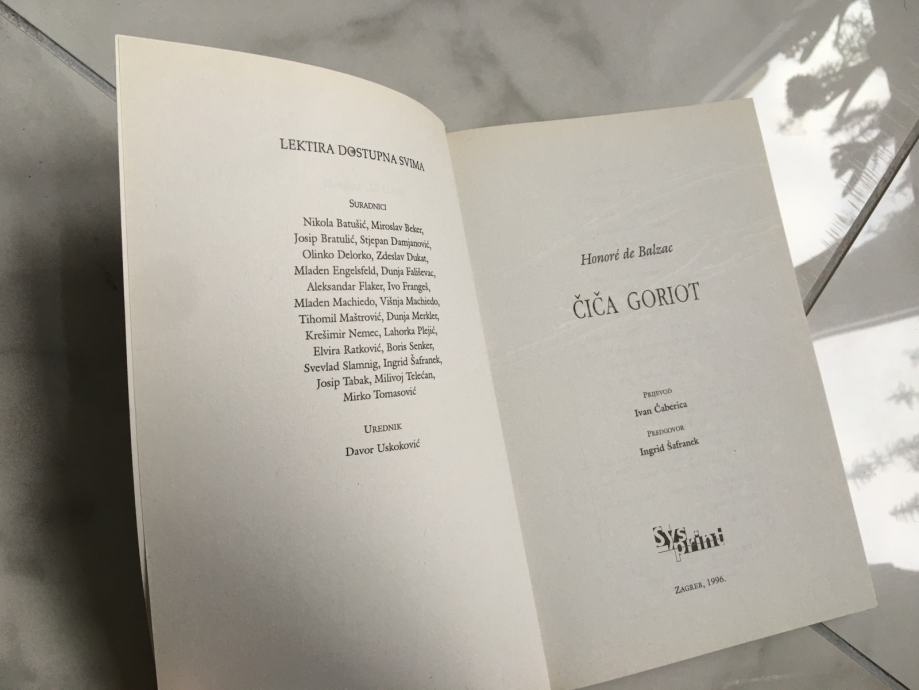 LEKTIRA DOSTUPNA SVIMA
SURADNICI
Nikola Batušić, Miroslav Beker,
Josip Bratulić, Stjepan Damjanović,
Olinko Delorko, Zdeslav Dukat,
Mladen Engelsfeld, Dunja Fališevac,
Aleksandar Flaker, Ivo Frangeš,
Mladen Machiedo, Višnja Machiedo,
Tihomil Maštrović, Dunja Merkler,
Krešimir Nemec, Lahorka Plejić,
Elvira Ratković, Boris Senker,
Svevlad Slamnig, Ingrid Šafranek,
Josip Tabak, Milivoj Telećan,
Mirko Tomasović
UREDNIK
Davor Uskoković
Honoré de Balzac
ČIČA GORIOT
PRIJEVOD
Ivan Čaberica
PREDGOVOR
Ingrid Šafranek
Sys
print
ZAGREB, 1996.